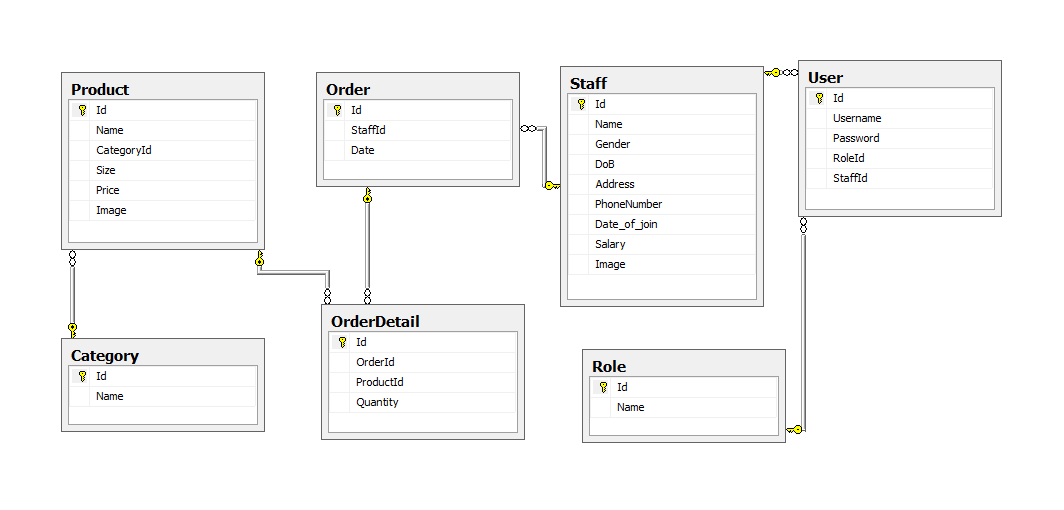 Product
Id
Name
CategoryId
Size
Price
Image
Order
Id
StaffId
Date
Staff
Id
Name
Gender
DoB
Address
PhoneNumber
Date_of_join
Salary
Image
User
Id
Username
Password
RoleId
StaffId
Category
Id
Name
OrderDetail
Id
OrderId
ProductId
Quantity
Role
Id
Name